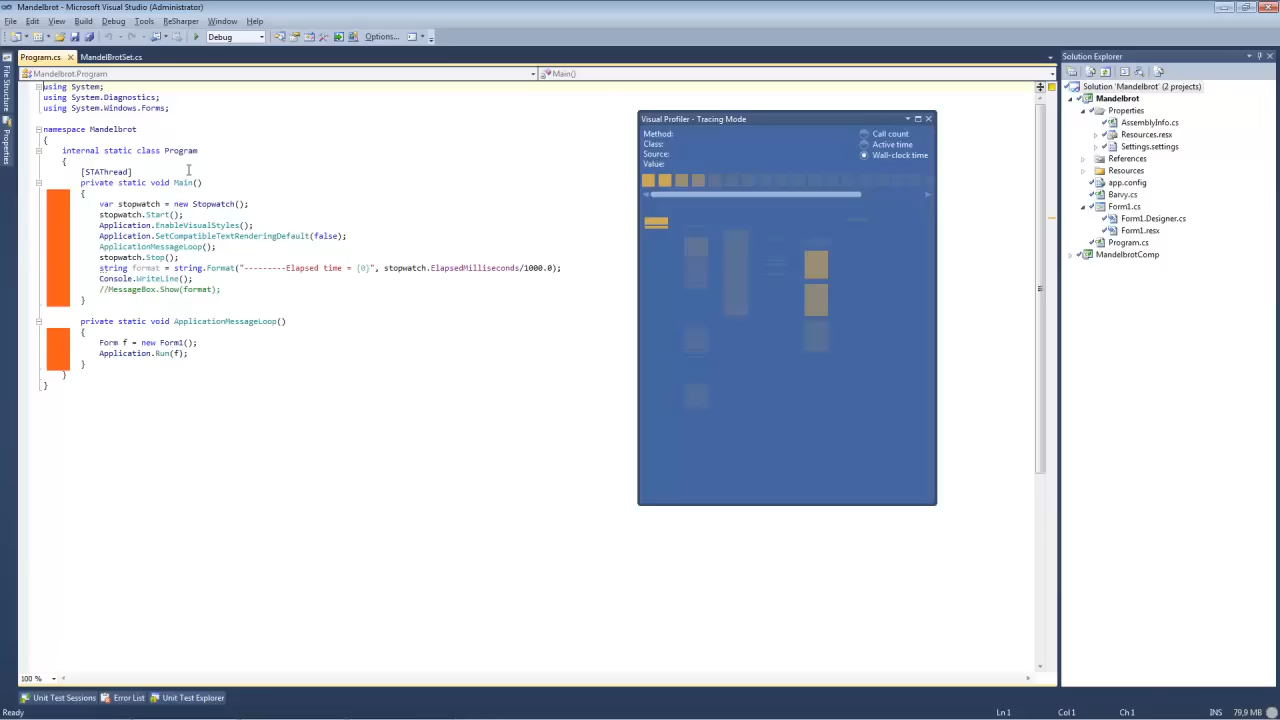 Mandelbrot - Microsoft Visual Studio (Administrator)
File Edit View Build Debug Tools ReSharper Window Help
Debug Options...
Program.cs MandelBrotSet.cs
Mandelbrot.Program Main()
using System;
using System.Diagnostics;
using System.Windows.Forms;
namespace Mandelbrot
{
internal static class Program
{
[STAThread]
private static void Main()
{
var stopwatch = new Stopwatch();
stopwatch.Start();
Application.EnableVisualStyles();
Application.SetCompatibleTextRenderingDefault(false);
ApplicationMessageLoop();
stopwatch.Stop();
string format = string.Format("---------Elapsed time = {0}", stopwatch.ElapsedMilliseconds/1000.0);
Console.WriteLine();
//MessageBox.Show(format);
}
private static void ApplicationMessageLoop()
{
Form f = new Form1();
Application.Run(f);
}
}
}
File Structure
Properties
Visual Profiler - Tracing Mode
Method:
Class:
Source:
Value:
Call count
Active time
Wall-clock time
Solution Explorer
Solution 'Mandelbrot' (2 projects)
Mandelbrot
Properties
AssemblyInfo.cs
Resources.resx
Settings.settings
References
Resources
app.config
Barvy.cs
Form1.cs
Form1.Designer.cs
Form1.resx
Program.cs
MandelbrotComp
100 %
Unit Test Sessions Error List Unit Test Explorer
Ready Ln 1 Col 1 Ch 1 INS 79,9 MB